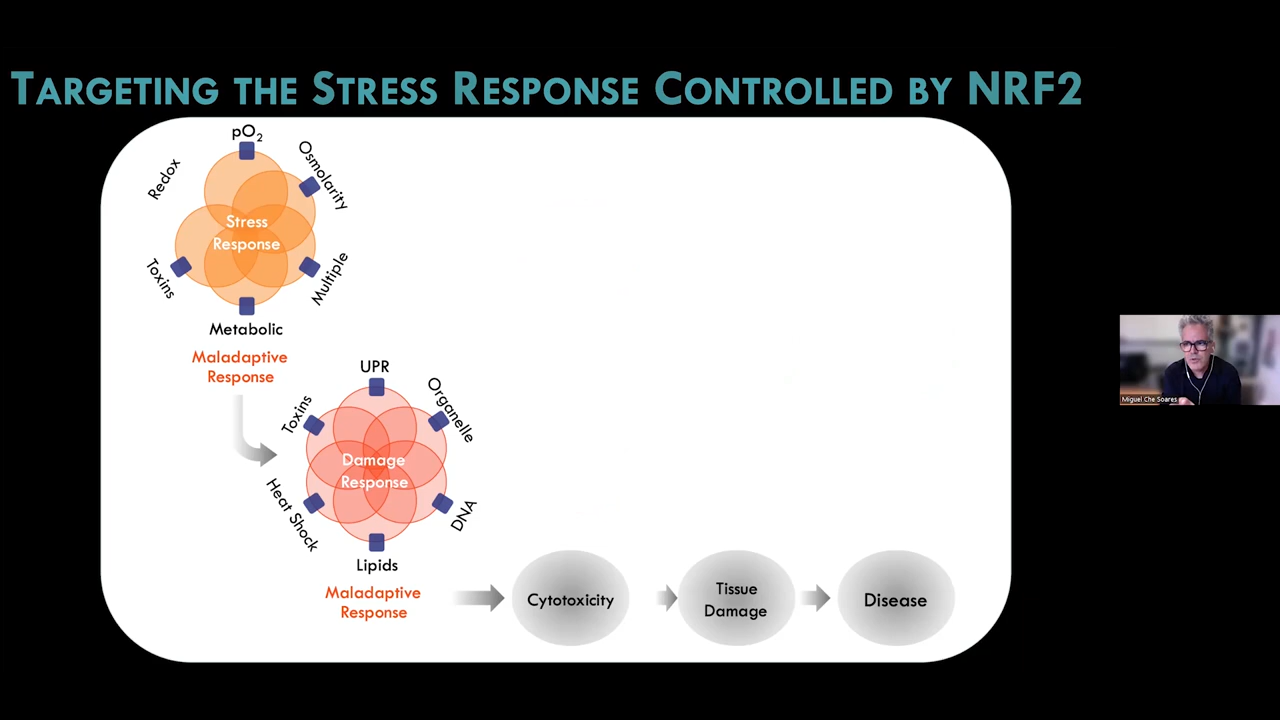 TARGETING THE STRESS RESPONSE CONTROLLED BY NRF2
pO2
Redox
Osmolarity
Stress
Response
Toxins
Multiple
Metabolic
Maladaptive
Response
UPR
Toxins
Organelle
Damage
Response
Heat Shock
DNA
Lipids
Maladaptive
Response
Cytotoxicity
Tissue
Damage
Disease
Miguel Che Soares